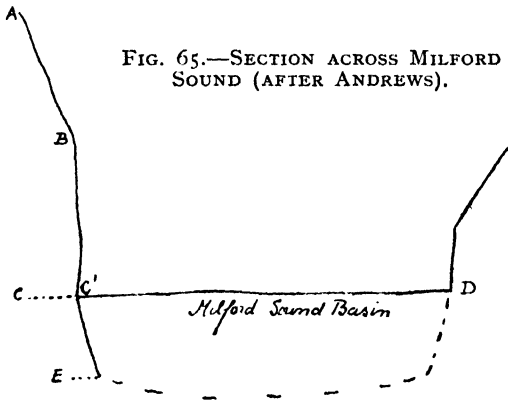 A
FIG. 65.—SECTION ACROSS MILFORD
SOUND (AFTER ANDREWS).
B
C
C'
D
Milford Sound Basin
E